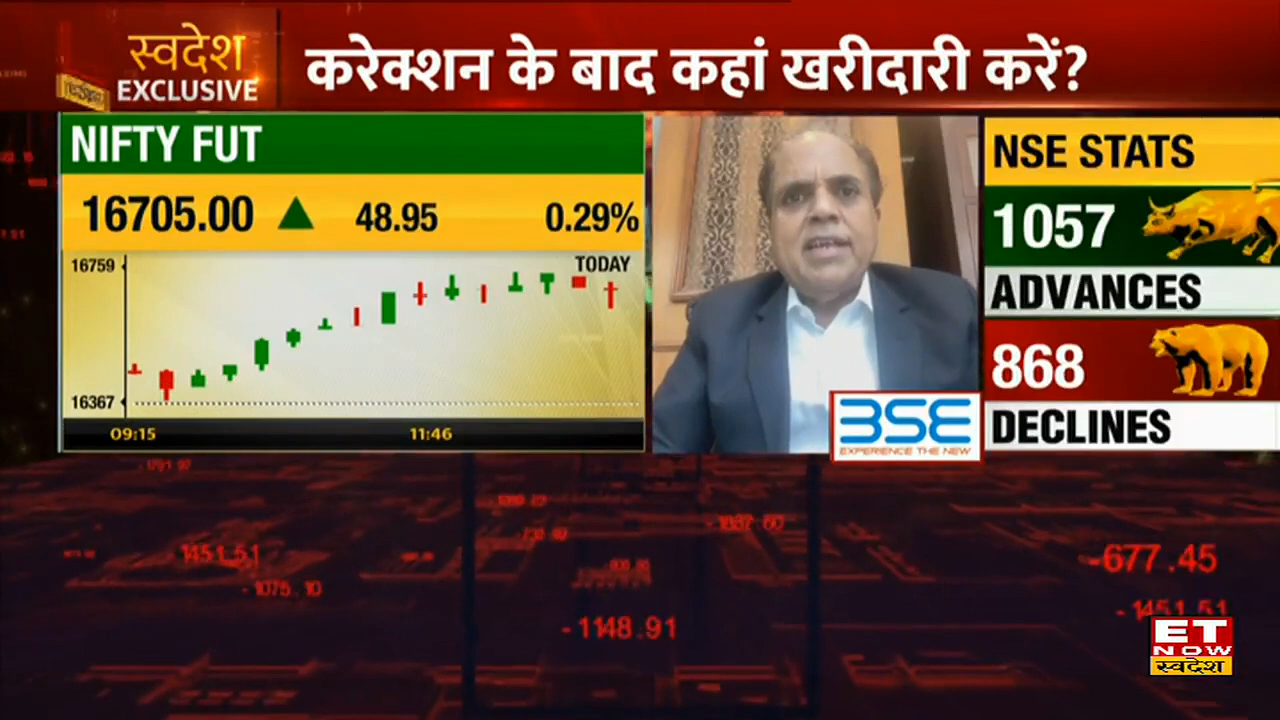 स्वदेश
EXCLUSIVE
करेक्शन के बाद कहां खरीदारी करें?
NIFTY FUT
16705.00 ▲ 48.95 0.29%
TODAY
16759
16367
09:15 11:46
BSE
EXPERIENCE THE NEW
NSE STATS
1057
ADVANCES
868
DECLINES
-1451.51
-1075.10
-1148.91
-677.45
-1451.51
ET
NOW
स्वदेश